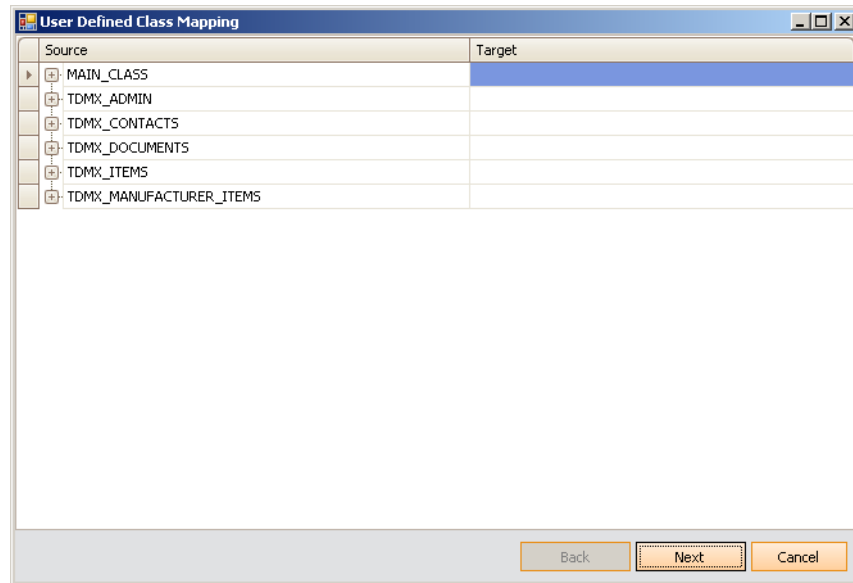 User Defined Class Mapping
Source Target
MAIN_CLASS
TDMX_ADMIN
TDMX_CONTACTS
TDMX_DOCUMENTS
TDMX_ITEMS
TDMX_MANUFACTURER_ITEMS
Back Next Cancel